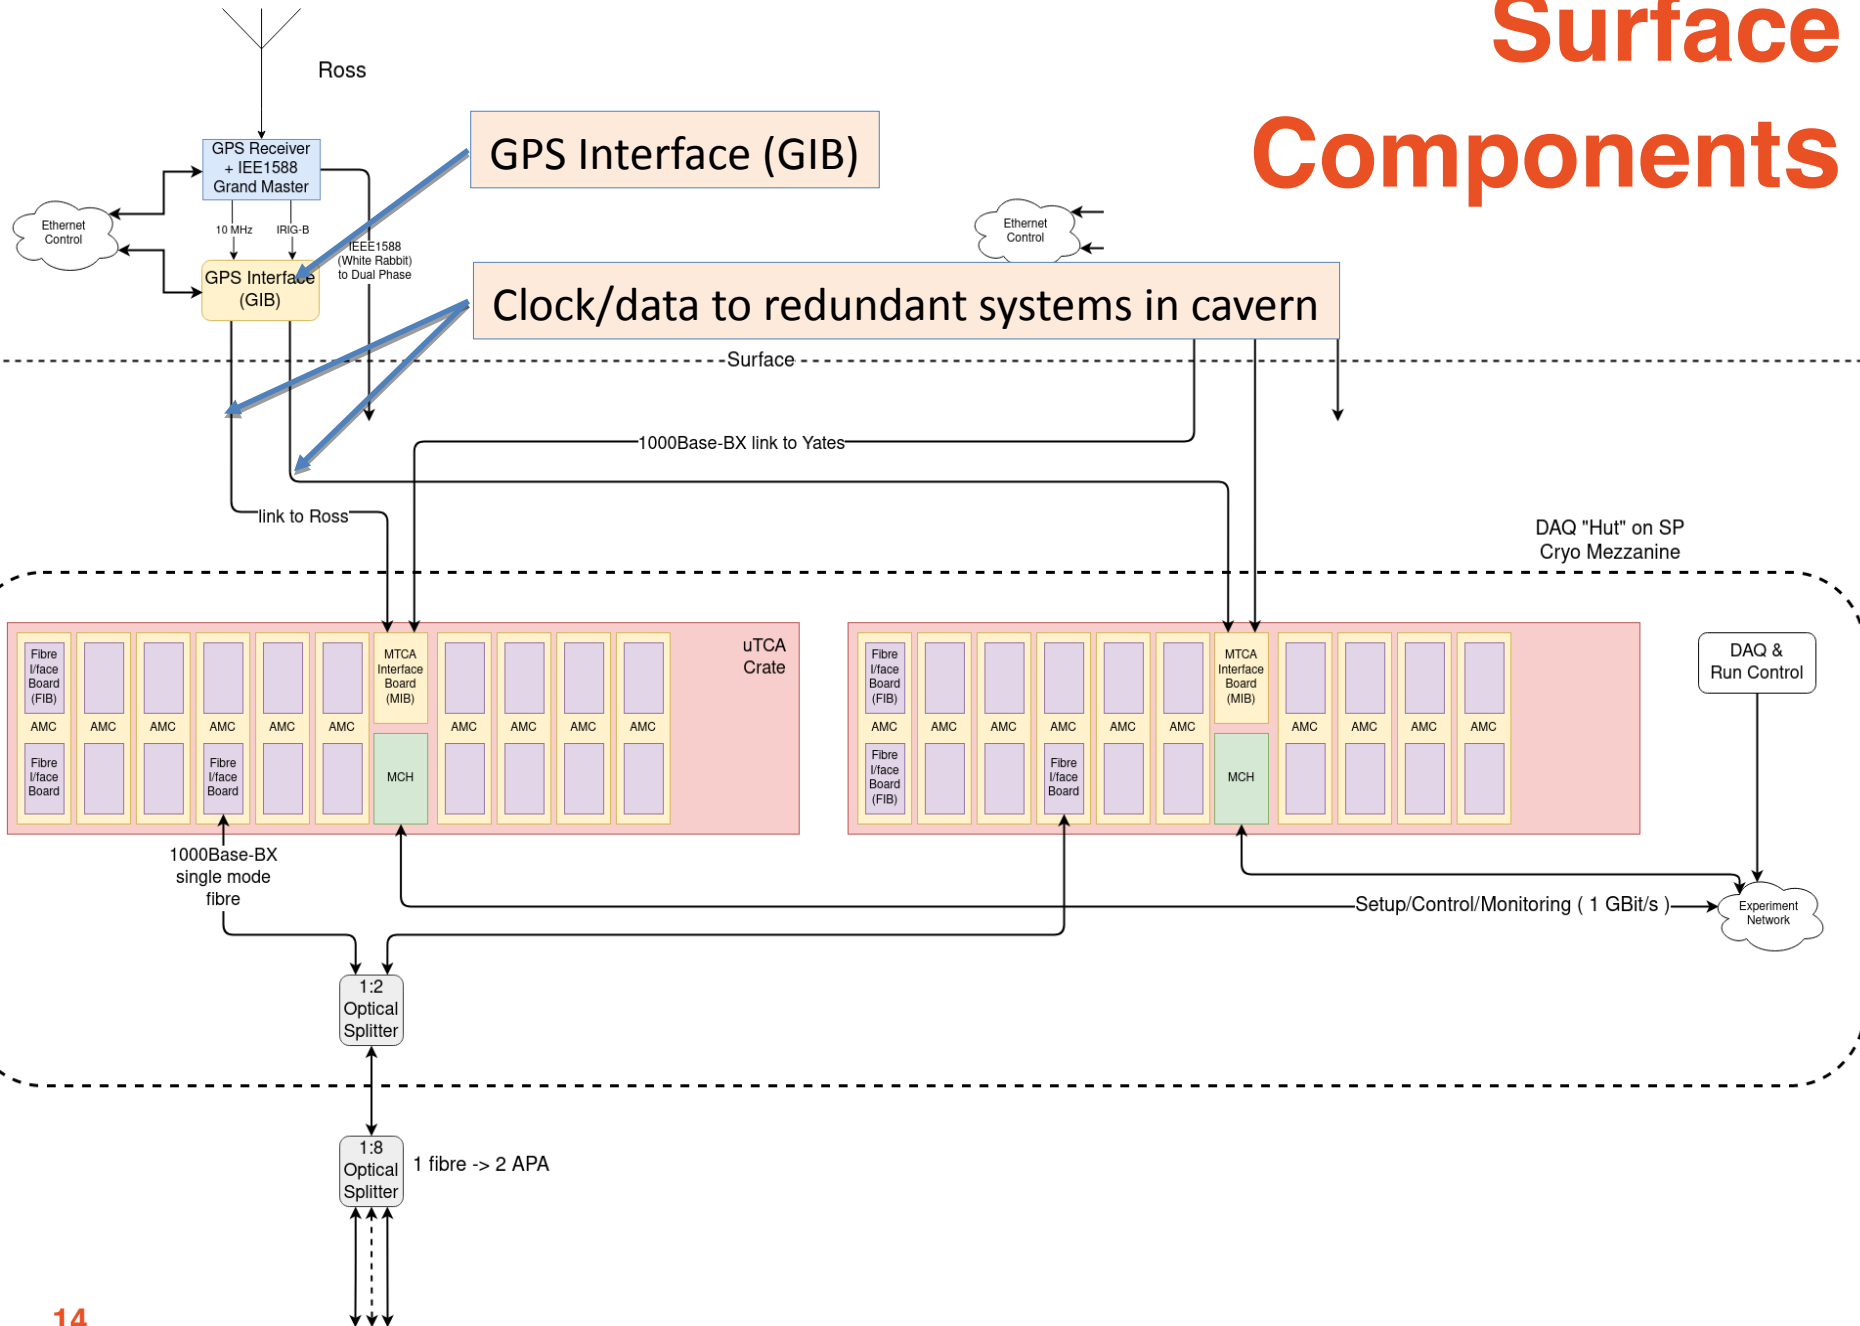 Surface
Components
Ross
GPS Receiver
+ IEE1588
Grand Master
GPS Interface (GIB)
Ethernet
Control
10 MHz
IRIG-B
IEEE1588
(White Rabbit)
to Dual Phase
GPS Interface
(GIB)
Ethernet
Control
Clock/data to redundant systems in cavern
Surface
1000Base-BX link to Yates
link to Ross
DAQ "Hut" on SP
Cryo Mezzanine
Fibre
I/face
Board
(FIB)
AMC
Fibre
I/face
Board
AMC
AMC
AMC
Fibre
I/face
Board
AMC
AMC
MTCA
Interface
Board
(MIB)
MCH
AMC
AMC
AMC
AMC
uTCA
Crate
Fibre
I/face
Board
(FIB)
AMC
Fibre
I/face
Board
(FIB)
AMC
AMC
AMC
Fibre
I/face
Board
AMC
AMC
MTCA
Interface
Board
(MIB)
MCH
AMC
AMC
AMC
AMC
DAQ &
Run Control
1000Base-BX
single mode
fibre
Setup/Control/Monitoring ( 1 GBit/s )
Experiment
Network
1:2
Optical
Splitter
1:8
Optical
Splitter
1 fibre -> 2 APA
14